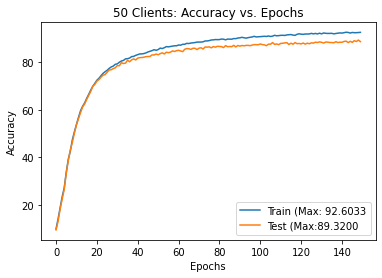 50 Clients: Accuracy vs. Epochs
Accuracy
80
60
40
20
0 20 40 60 80 100 120 140
Epochs
Train (Max: 92.6033
Test (Max:89.3200